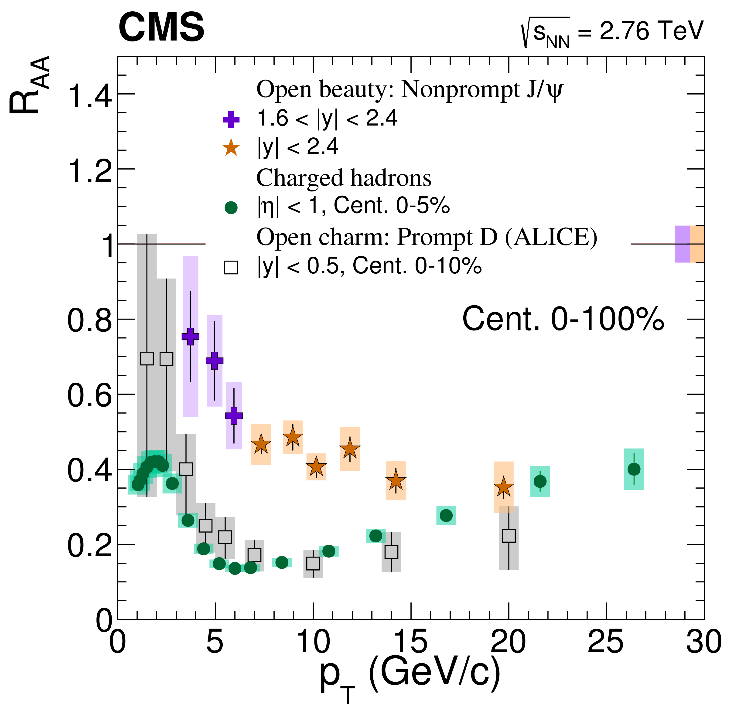 CMS
√s_NN = 2.76 TeV
R_AA
Open beauty: Nonprompt J/ψ
1.6 < |y| < 2.4
|y| < 2.4
Charged hadrons
|η| < 1, Cent. 0-5%
Open charm: Prompt D (ALICE)
|y| < 0.5, Cent. 0-10%
Cent. 0-100%
1.4
1.2
1
0.8
0.6
0.4
0.2
0
0 5 10 15 20 25 30
p_T (GeV/c)